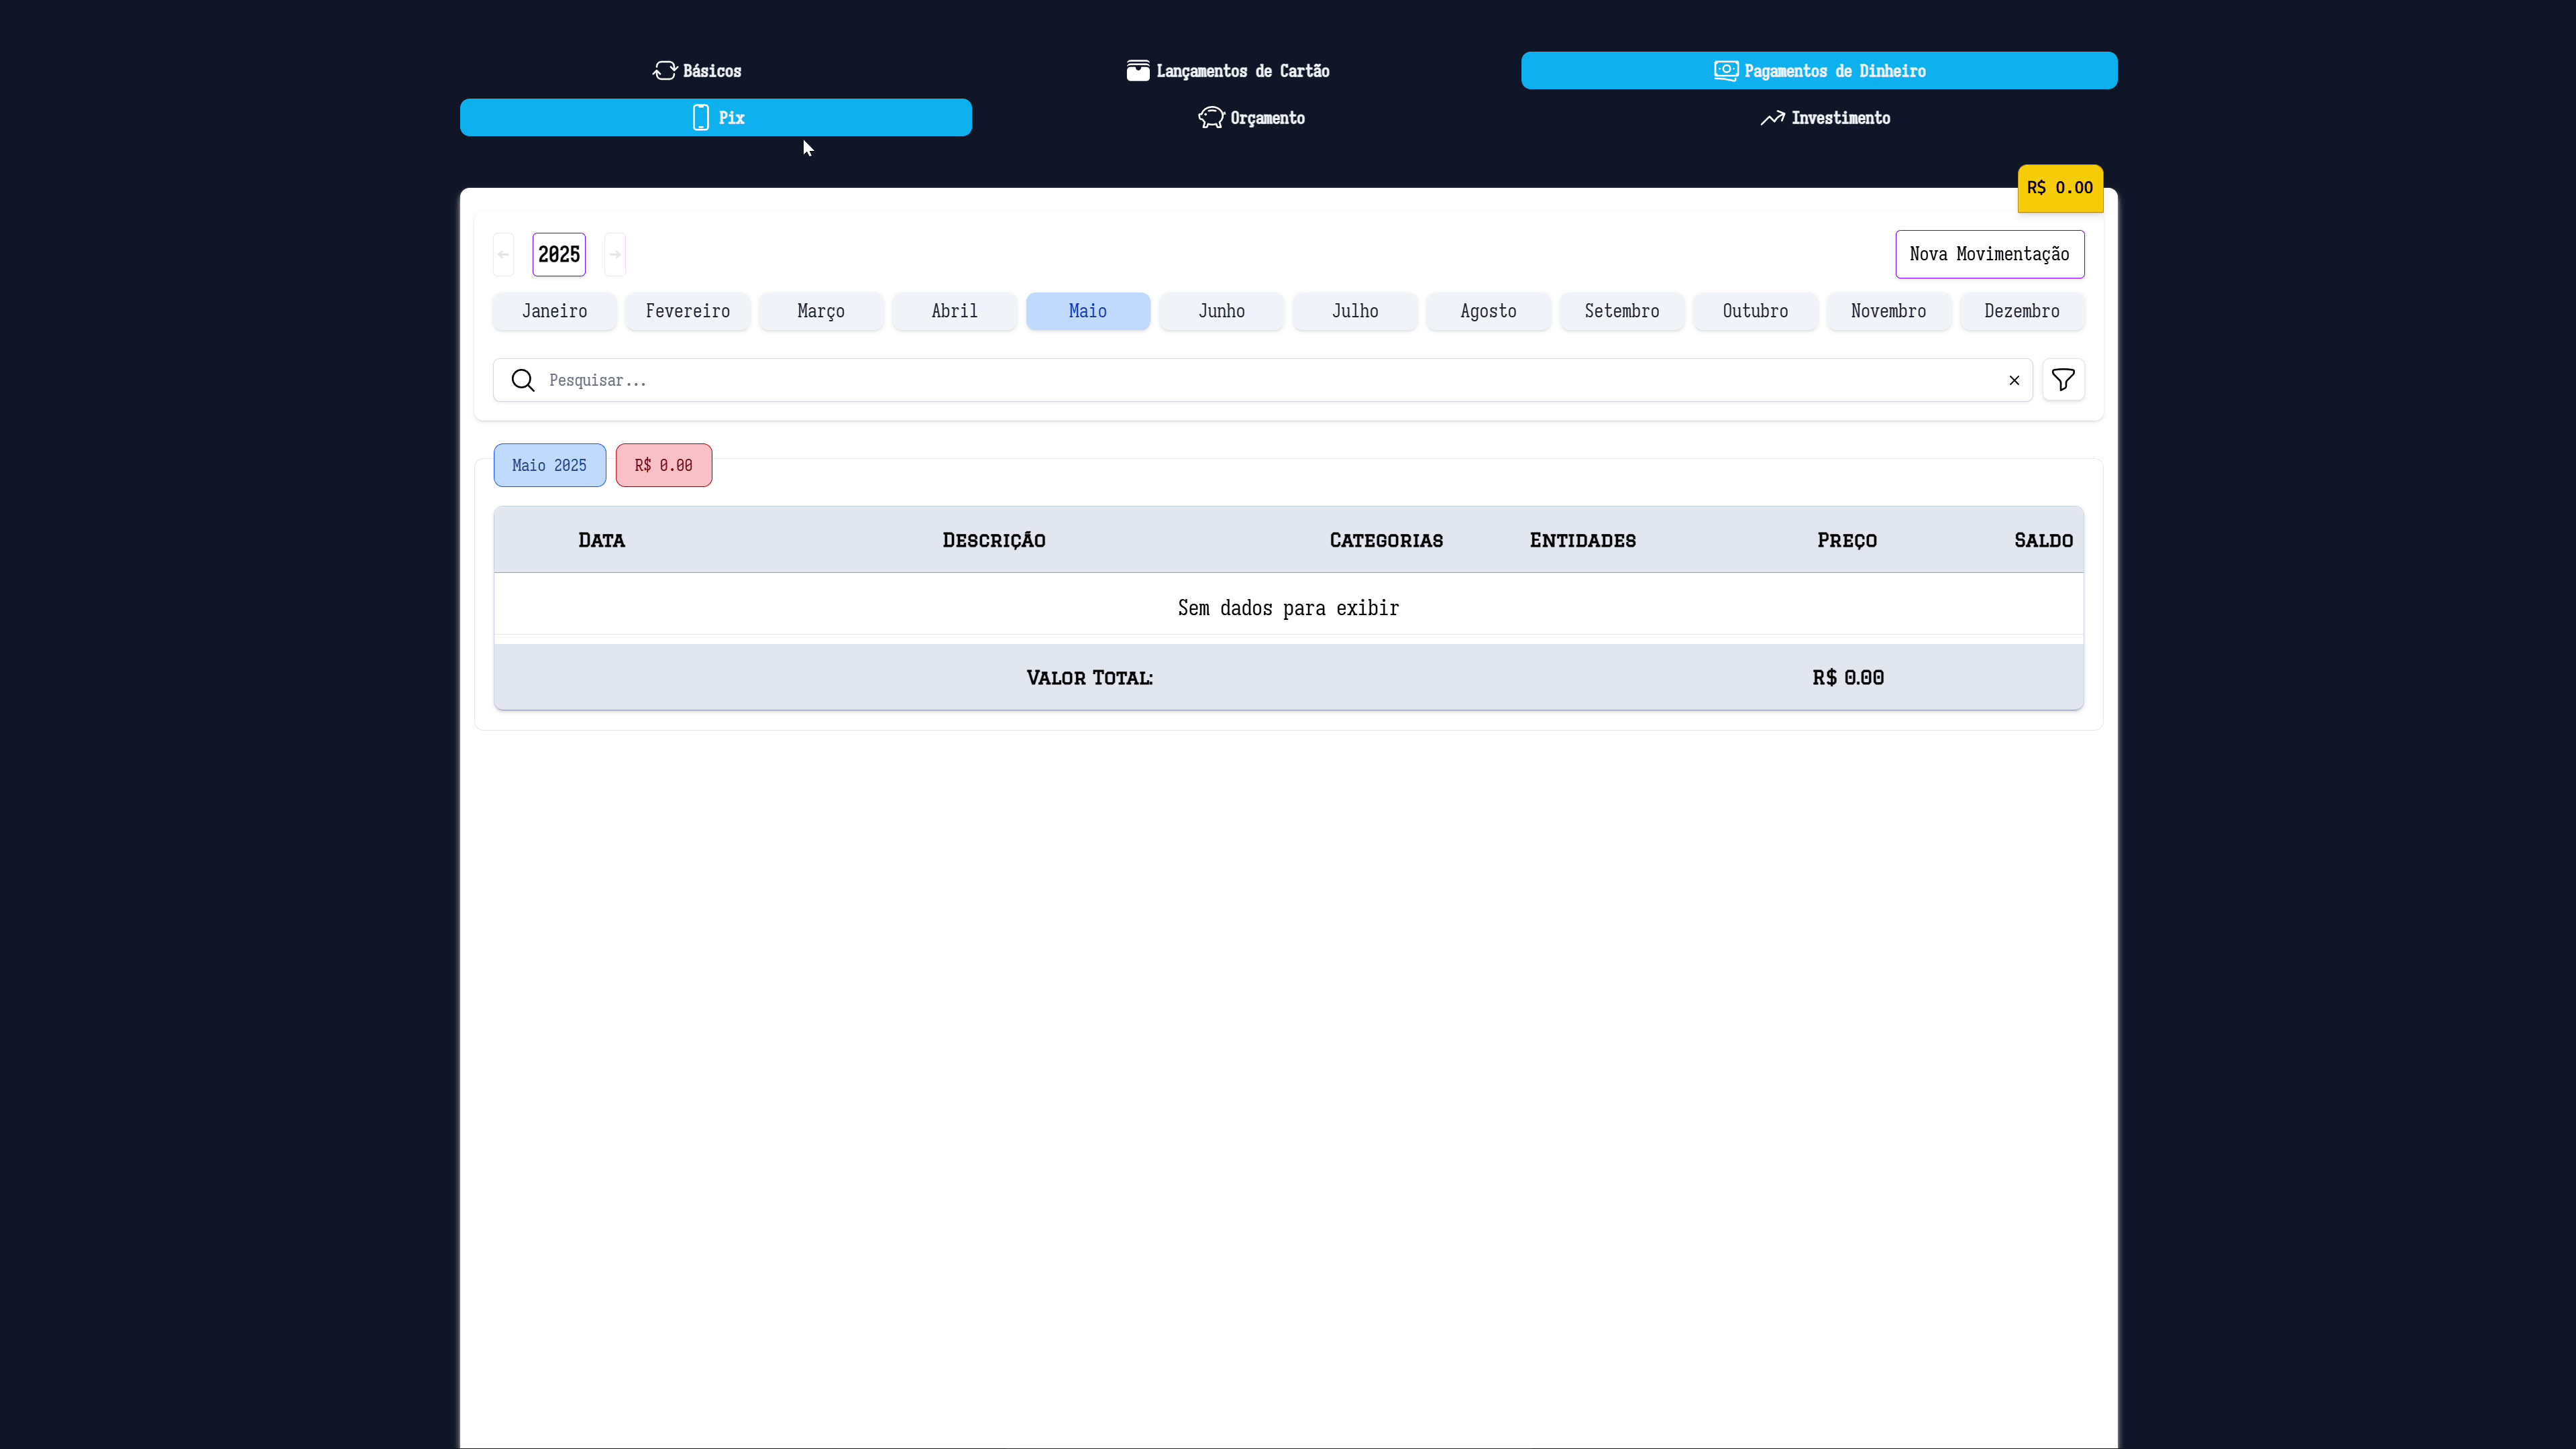 Básicos Lançamentos de Cartão Pagamentos de Dinheiro
Pix Orçamento Investimento
R$ 0.00
2025 Nova Movimentação
Janeiro Fevereiro Março Abril Maio Junho Julho Agosto Setembro Outubro Novembro Dezembro
Pesquisar...
Maio 2025 R$ 0.00
Data Descrição Categorias Entidades Preço Saldo
Sem dados para exibir
Valor Total: R$ 0.00